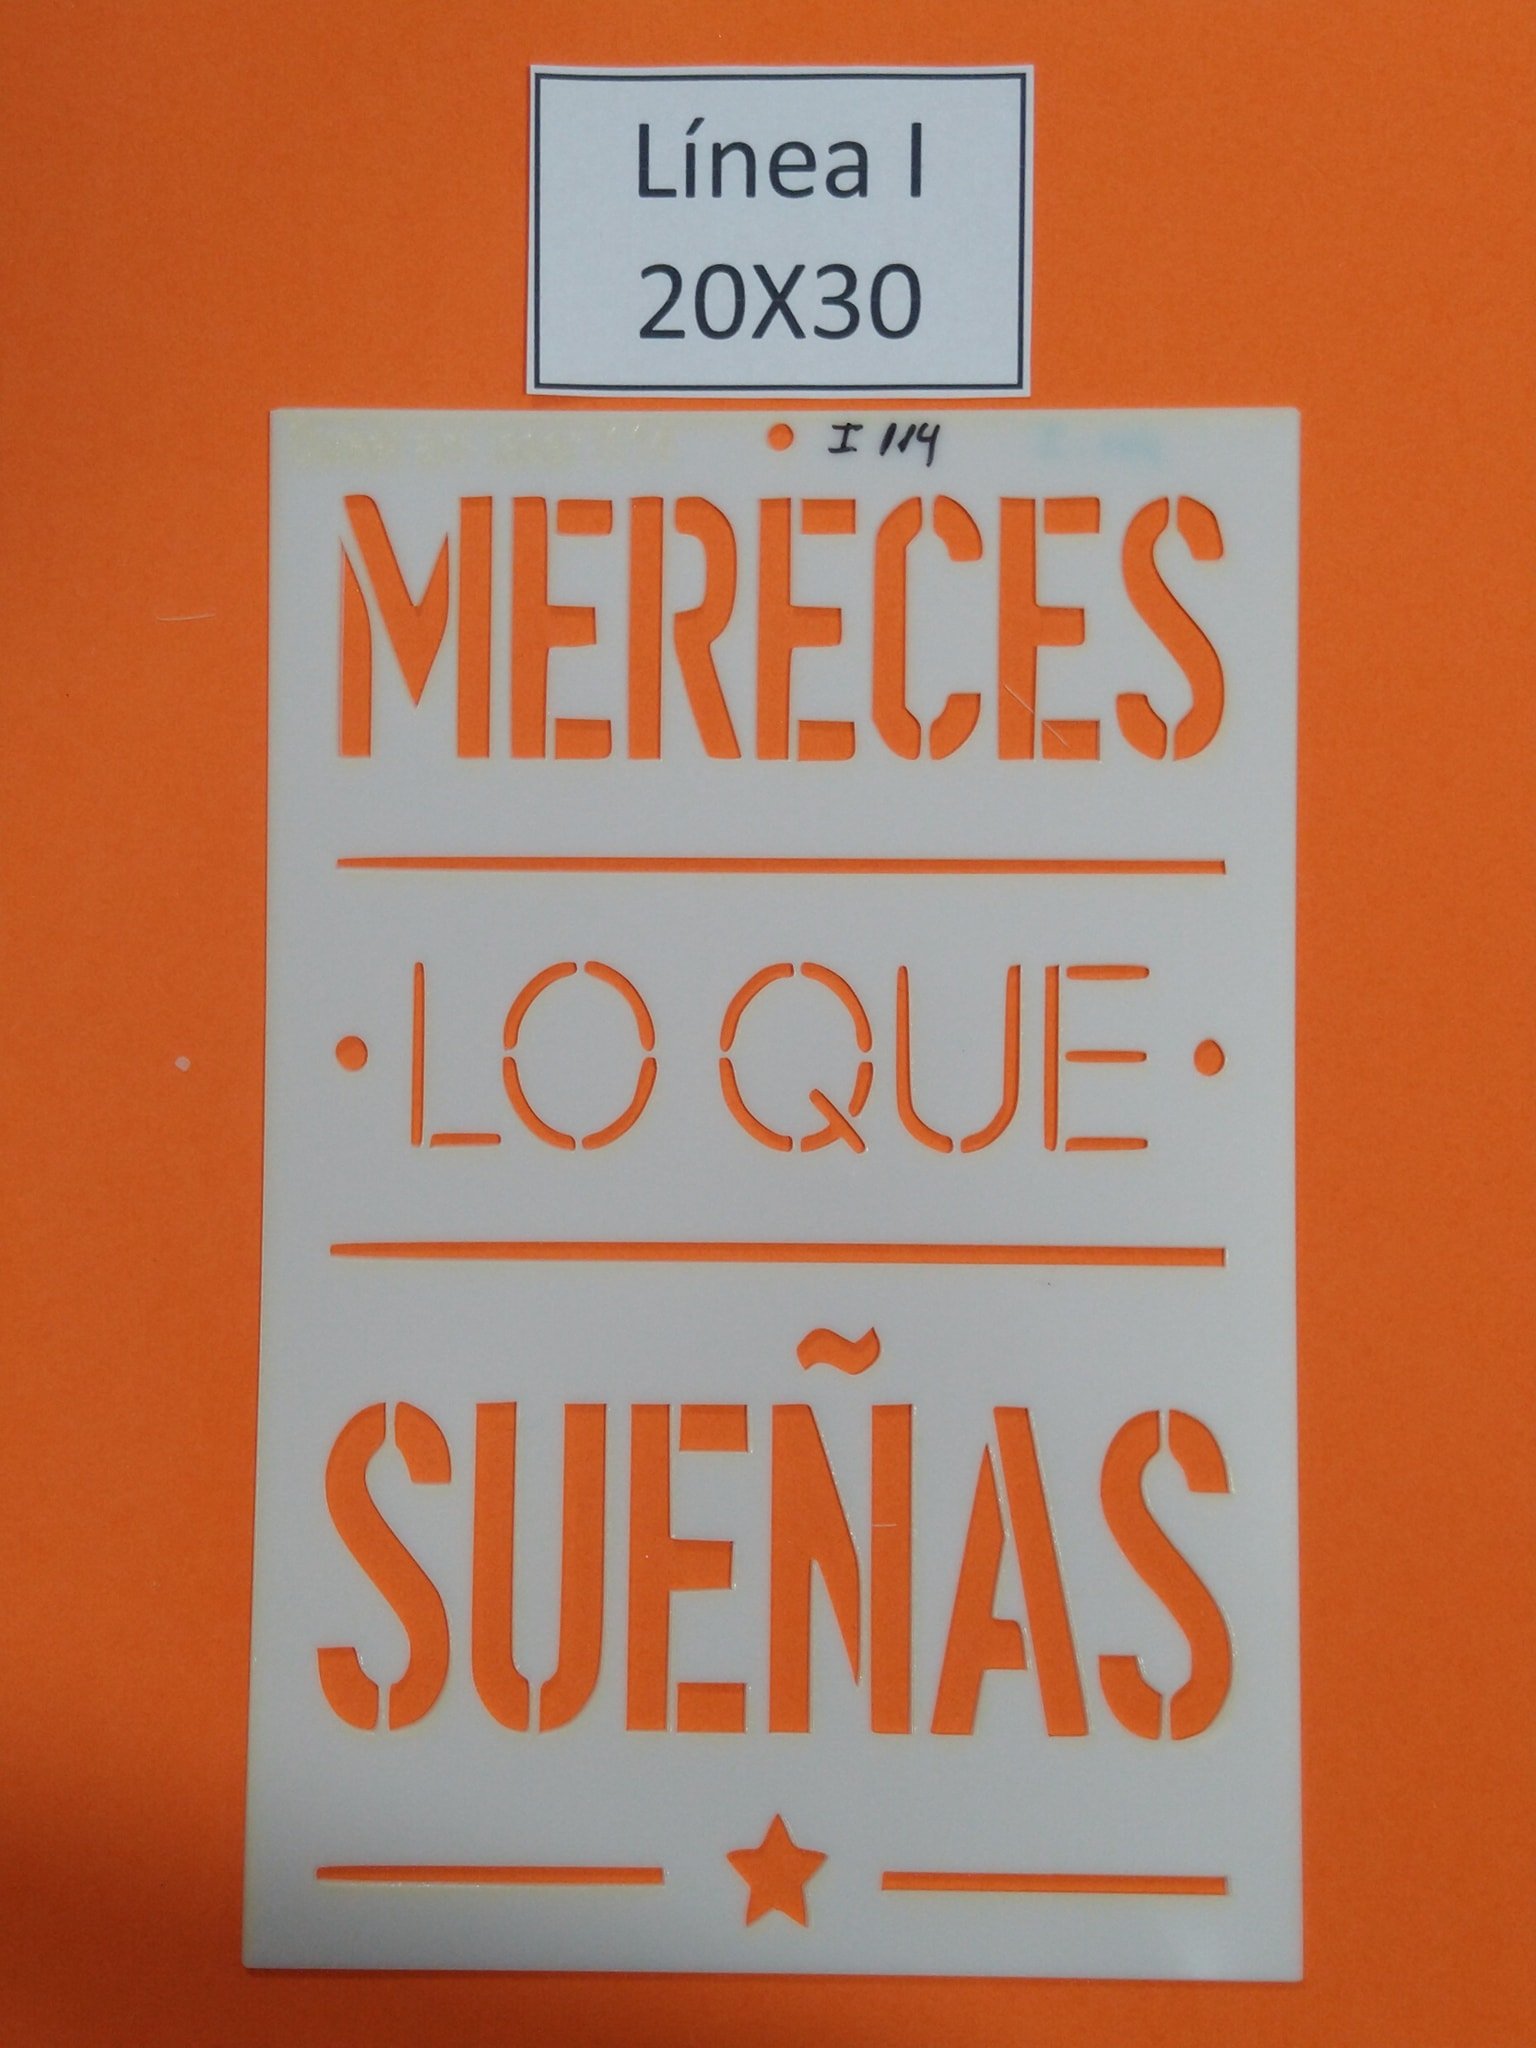 Línea I
20X30
I 114
MERECES
LO QUE
SUEÑAS